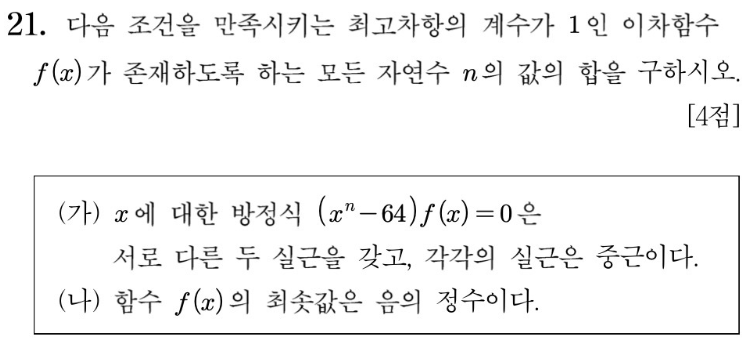 21. 다음 조건을 만족시키는 최고차항의 계수가 1인 이차함수
f(x)가 존재하도록 하는 모든 자연수 n의 값의 합을 구하시오.
[4점]
(가) x에 대한 방정식 (xⁿ-64)f(x)=0은
서로 다른 두 실근을 갖고, 각각의 실근은 중근이다.
(나) 함수 f(x)의 최솟값은 음의 정수이다.